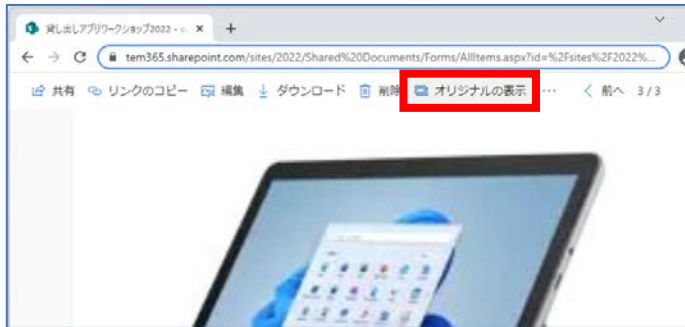 貸し出しアプリワークショップ2022 -
tem365.sharepoint.com/sites/2022/Shared%20Documents/Forms/AllItems.aspx?id=%2Fsites%2F2022%...
共有 リンクのコピー 編集 ダウンロード 削除 オリジナルの表示 ... 前へ 3/3